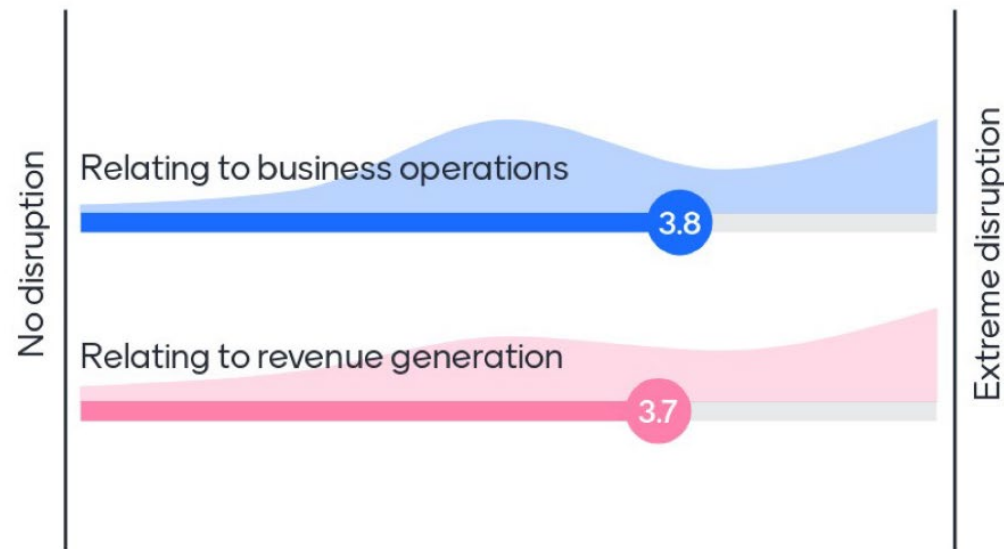 No disruption
Relating to business operations
3.8
Relating to revenue generation
3.7
Extreme disruption